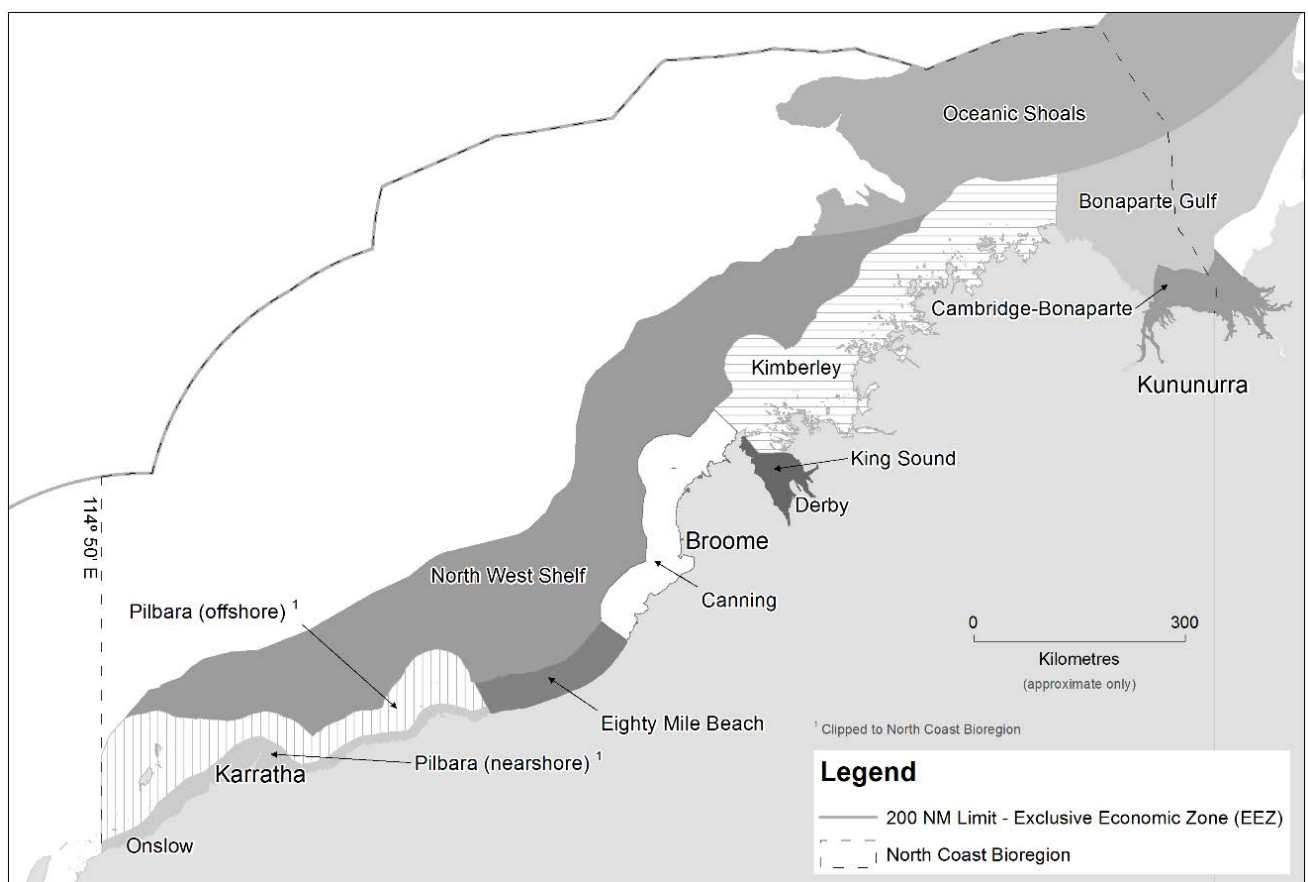 Oceanic Shoals
Bonaparte Gulf
Cambridge-Bonaparte
Kimberley
Kununurra
King Sound
Derby
114° 50' E
Broome
North West Shelf
Canning
Pilbara (offshore) 1
0 300
Kilometres
(approximate only)
Eighty Mile Beach
1 Clipped to North Coast Bioregion
Pilbara (nearshore) 1
Karratha
Onslow
Legend
200 NM Limit - Exclusive Economic Zone (EEZ)
North Coast Bioregion